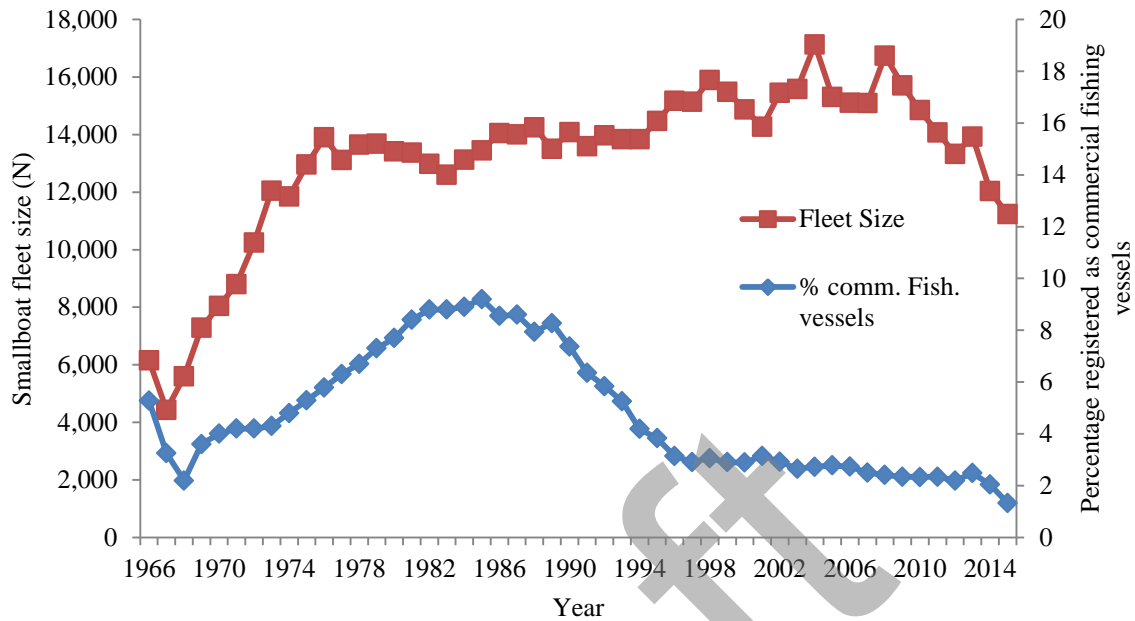 18,000
16,000
14,000
12,000
10,000
8,000
6,000
4,000
2,000
0
Smallboat fleet size (N)
1966 1970 1974 1978 1982 1986 1990 1994 1998 2002 2006 2010 2014
Year
Fleet Size
% comm. Fish.
vessels
20
18
16
14
12
10
8
6
4
2
0
Percentage registered as commercial fishing
vessels
ft